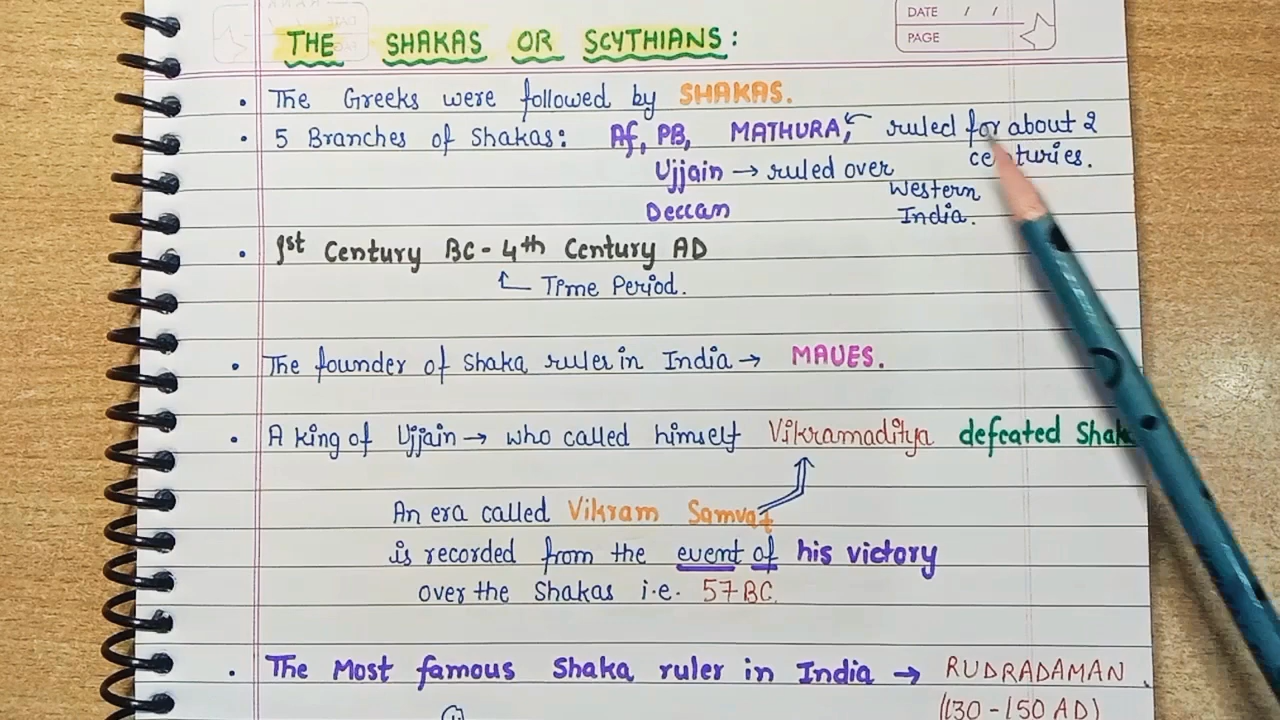 DATE / /
PAGE
THE SHAKAS OR SCYTHIANS:
• The Greeks were followed by SHAKAS.
• 5 Branches of Shakas: Af, PB, MATHURA, ← ruled for about 2
centuries.
Ujjain → ruled over
Western
India.
Deccan
• 1st Century BC - 4th Century AD
Time Period.
• The founder of Shaka rule in India → MAUES.
• A king of Ujjain → who called himself Vikramaditya defeated
An era called Vikram Samvat
is recorded from the event of his victory
over the Shakas i.e. 57 BC.
• The Most famous Shaka ruler in India → RUDRADAMAN
(130 - 150 AD)